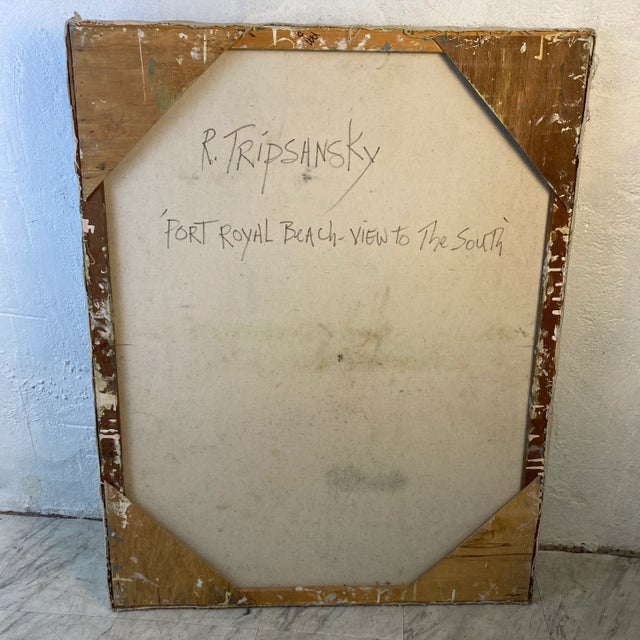 R. TRIPSANSKY
'PORT ROYAL BEACH - VIEW TO THE SOUTH'